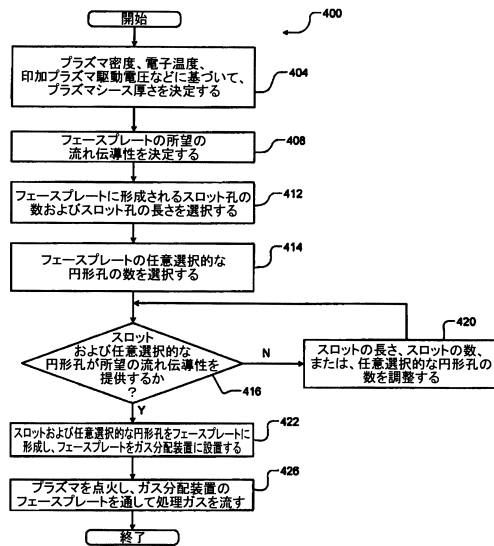 開始
400
プラズマ密度、電子温度、
印加プラズマ駆動電圧などに基づいて、
プラズマシース厚さを決定する
404
フェースプレートの所望の
流れ伝導性を決定する
408
フェースプレートに形成されるスロット孔の
数およびスロット孔の長さを選択する
412
フェースプレートの任意選択的な
円形孔の数を選択する
414
スロット
および任意選択的な
円形孔が所望の流れ伝導性を
提供するか
?
416
N
420
スロットの長さ、スロットの数、
または、任意選択的な円形孔の
数を調整する
Y
422
スロットおよび任意選択的な円形孔をフェースプレートに
形成し、フェースプレートをガス分配装置に設置する
426
プラズマを点火し、ガス分配装置の
フェースプレートを通して処理ガスを流す
終了